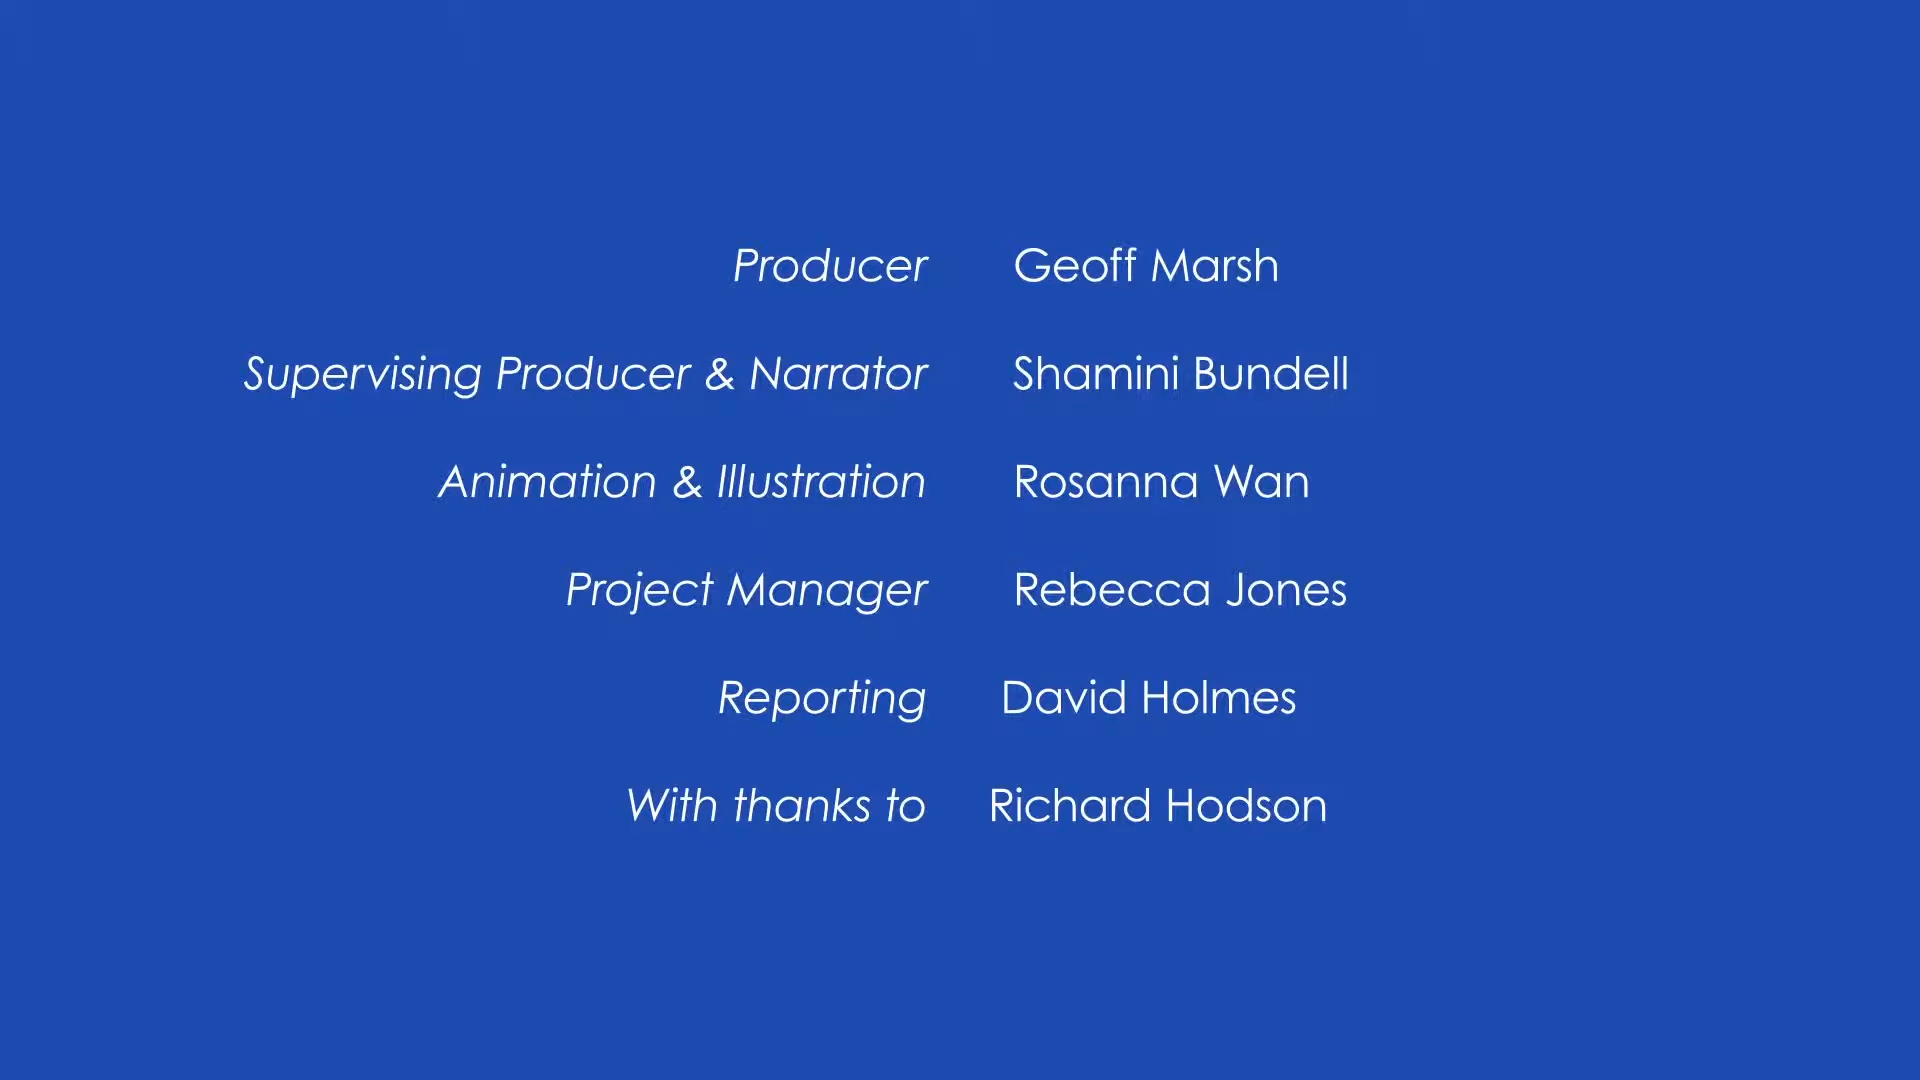 Producer Geoff Marsh
Supervising Producer & Narrator Shamini Bundell
Animation & Illustration Rosanna Wan
Project Manager Rebecca Jones
Reporting David Holmes
With thanks to Richard Hodson